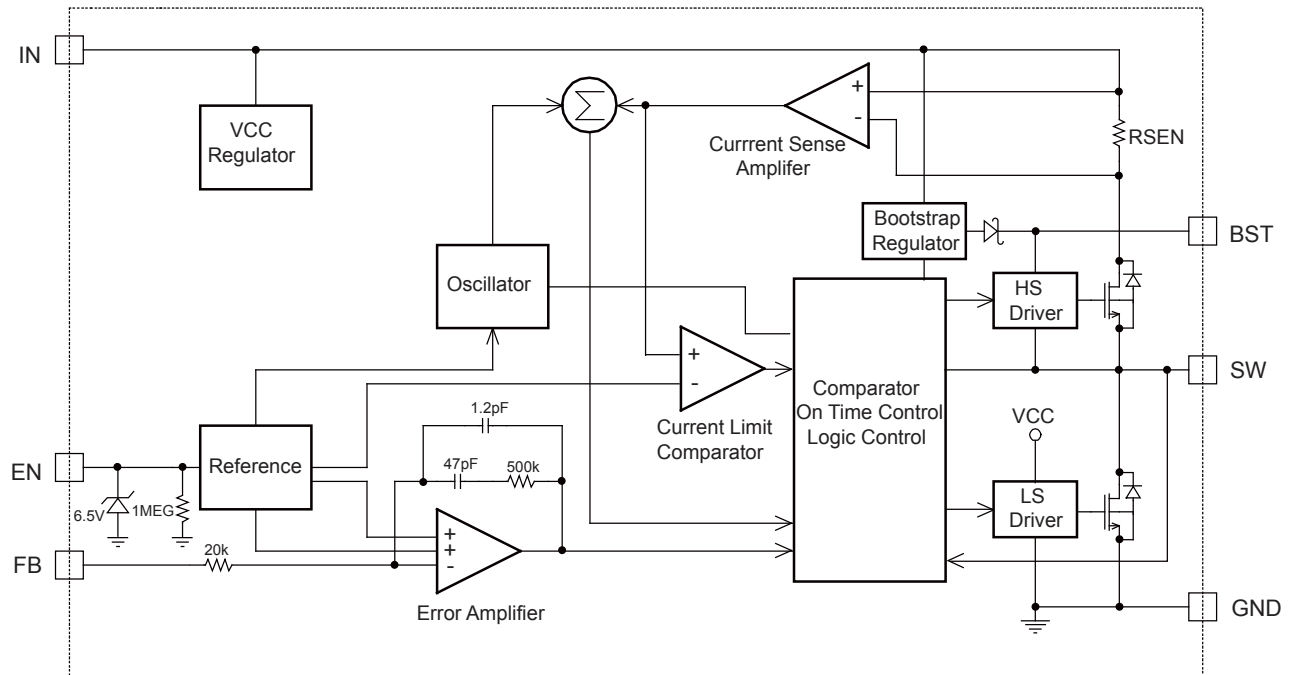 IN
VCC
Regulator
Σ
+
-
Currrent Sense
Amplifer
RSEN
Bootstrap
Regulator
BST
Oscillator
HS
Driver
+
-
Current Limit
Comparator
Comparator
On Time Control
Logic Control
SW
VCC
1.2pF
47pF
500k
EN
Reference
6.5V
1MEG
LS
Driver
FB
20k
+
+
-
Error Amplifier
GND